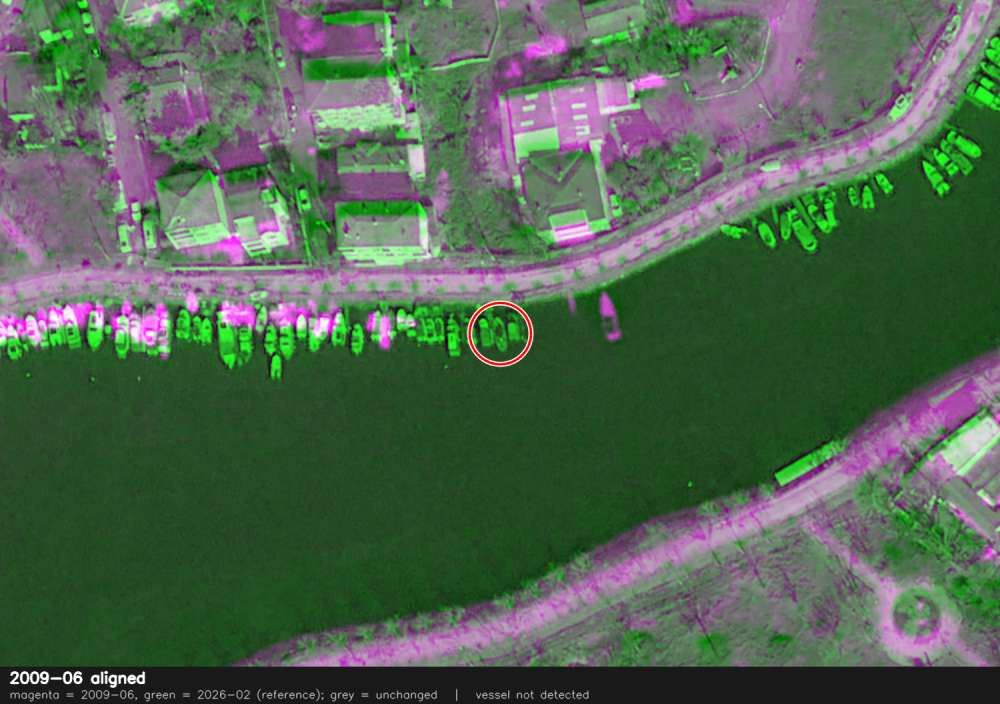 2009-06 aligned
magenta = 2009-06, green = 2026-02 (reference); grey = unchanged | vessel not detected